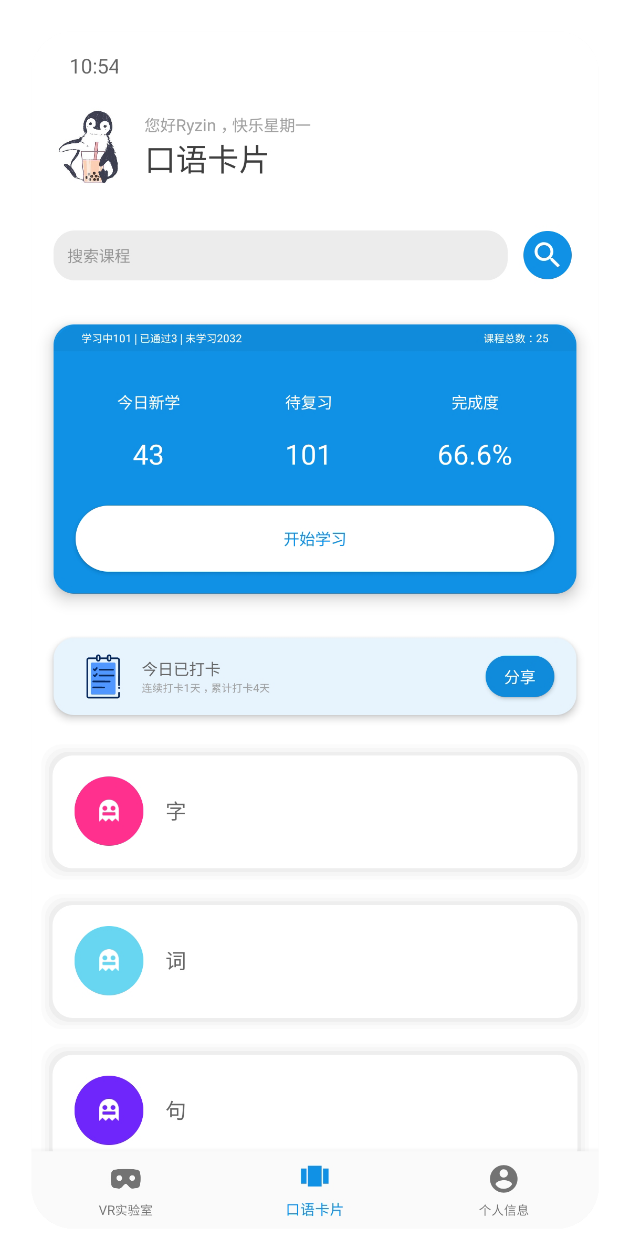 10:54
您好Ryzin，快乐星期一
口语卡片
搜索课程
学习中101 | 已通过3 | 未学习2032
课程总数：25
今日新学
待复习
完成度
43
101
66.6%
开始学习
今日已打卡
连续打卡1天，累计打卡4天
分享
字
词
句
VR实验室
口语卡片
个人信息